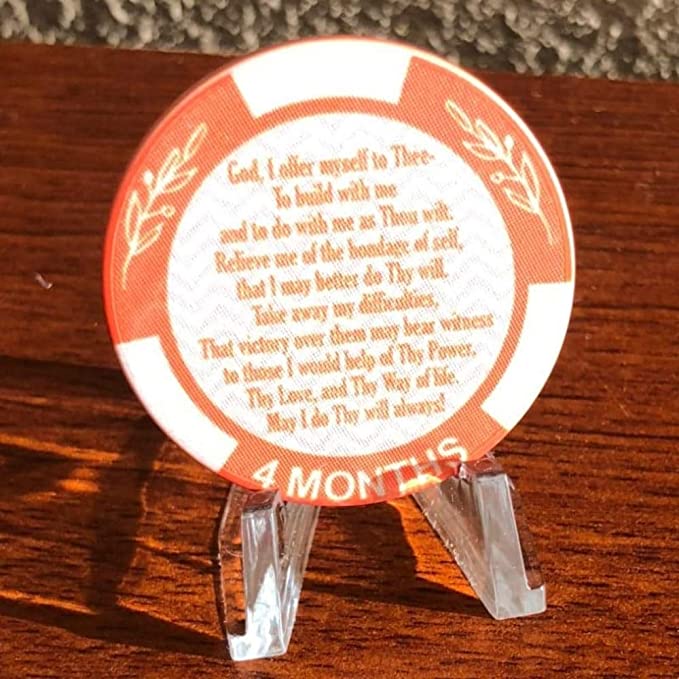 God, I offer myself to Thee-
To build with me
and to do with me as Thou wilt.
Relieve me of the bondage of self,
that I may better do Thy will.
Take away my difficulties,
That victory over them may bear witness
to those I would help of Thy Power,
Thy Love, and Thy Way of life.
May I do Thy will always!
4 MONTHS